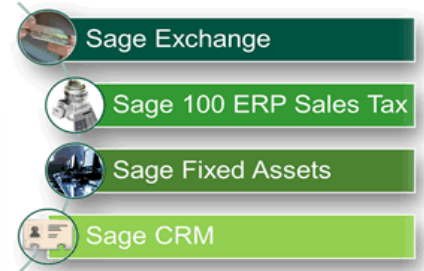 Sage Exchange
Sage 100 ERP Sales Tax
Sage Fixed Assets
Sage CRM